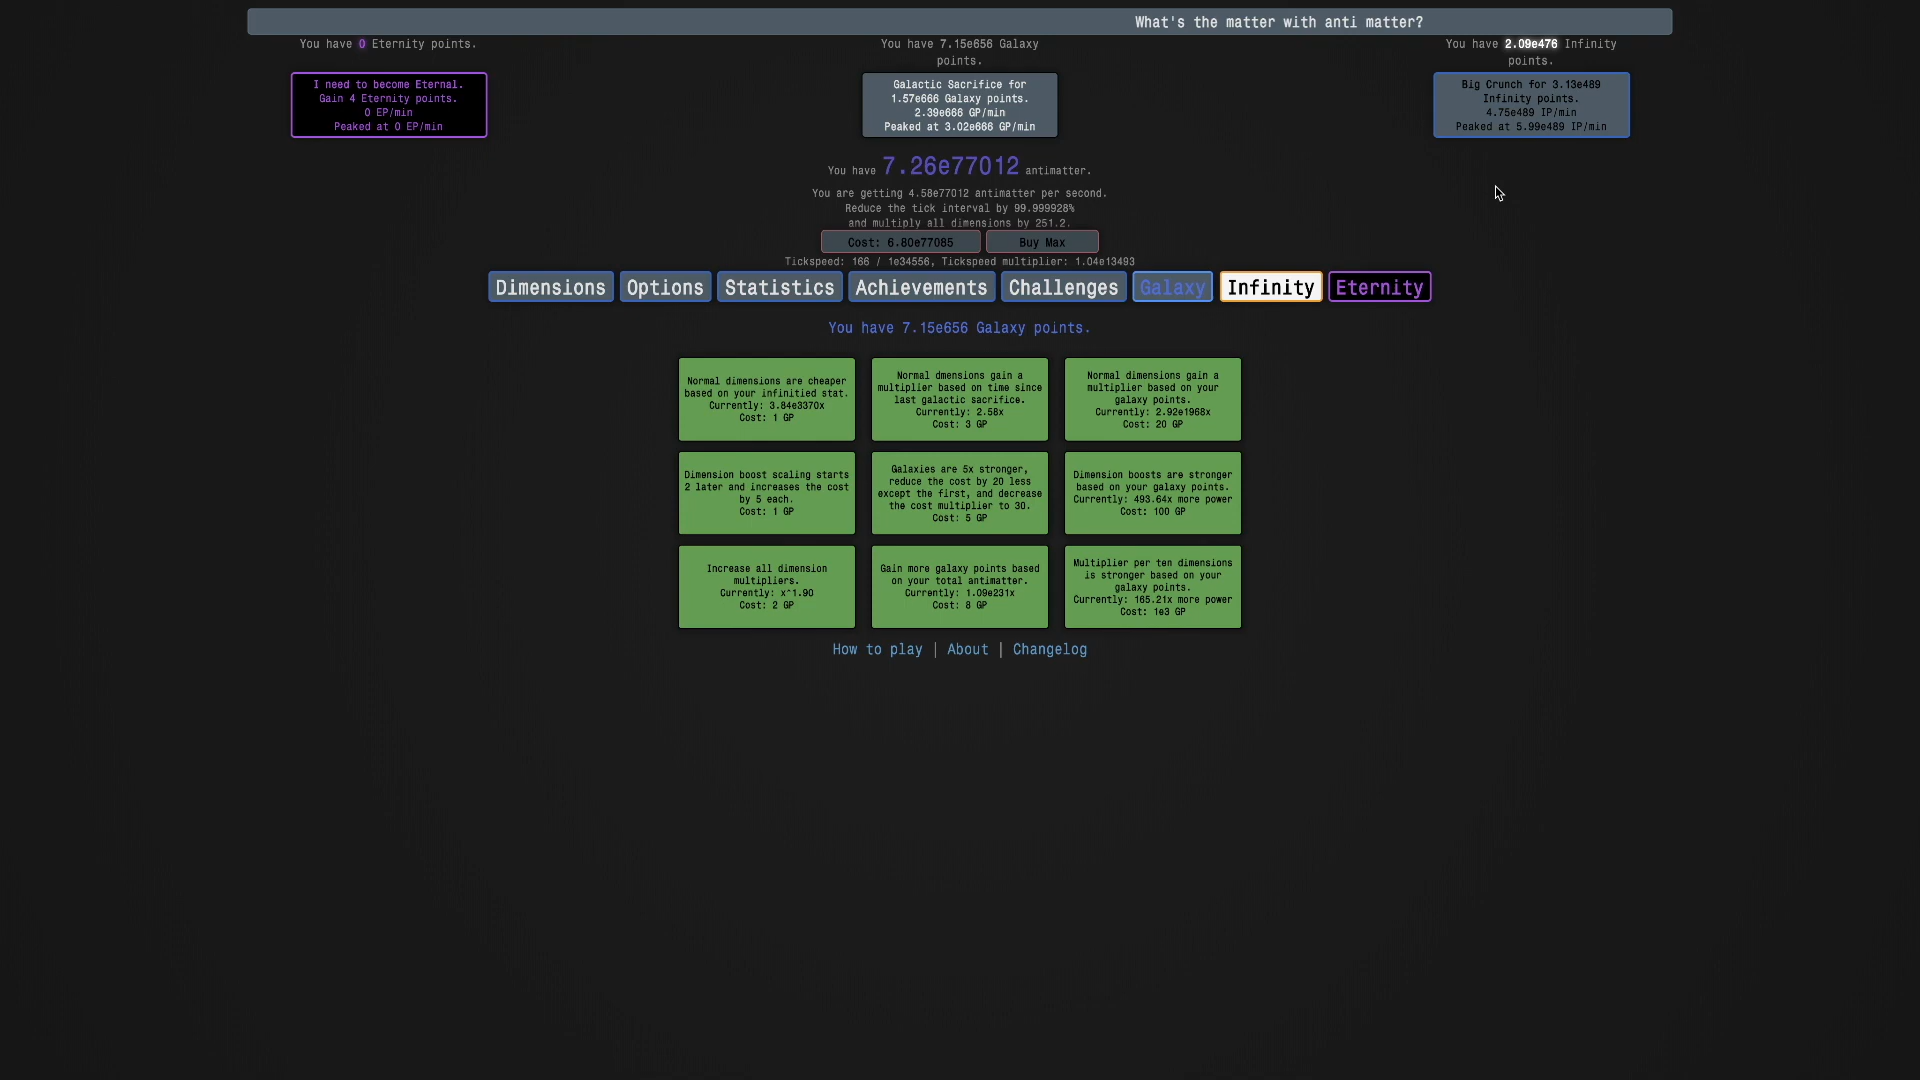 What's the matter with anti matter?
You have 0 Eternity points.
You have 7.15e656 Galaxy
points.
You have 2.09e476 Infinity
points.
I need to become Eternal.
Gain 4 Eternity points.
0 EP/min
Peaked at 0 EP/min
Galactic Sacrifice for
1.57e666 Galaxy points.
2.39e666 GP/min
Peaked at 3.02e666 GP/min
Big Crunch for 3.13e489
Infinity points.
4.75e489 IP/min
Peaked at 5.99e489 IP/min
You have 7.26e77012 antimatter.
You are getting 4.58e77012 antimatter per second.
Reduce the tick interval by 99.999928%
and multiply all dimensions by 251.2.
Cost: 6.80e77085
Buy Max
Tickspeed: 166 / 1e34556, Tickspeed multiplier: 1.04e13493
Dimensions
Options
Statistics
Achievements
Challenges
Galaxy
Infinity
Eternity
You have 7.15e656 Galaxy points.
Normal dimensions are cheaper
based on your infinitied stat.
Currently: 3.84e3370x
Cost: 1 GP
Normal dmensions gain a
multiplier based on time since
last galactic sacrifice.
Currently: 2.58x
Cost: 3 GP
Normal dimensions gain a
multiplier based on your
galaxy points.
Currently: 2.92e1968x
Cost: 20 GP
Dimension boost scaling starts
2 later and increases the cost
by 5 each.
Cost: 1 GP
Galaxies are 5x stronger,
reduce the cost by 20 less
except the first, and decrease
the cost multiplier to 30.
Cost: 5 GP
Dimension boosts are stronger
based on your galaxy points.
Currently: 493.64x more power
Cost: 100 GP
Increase all dimension
multipliers.
Currently: x^1.90
Cost: 2 GP
Gain more galaxy points based
on your total antimatter.
Currently: 1.09e231x
Cost: 8 GP
Multiplier per ten dimensions
is stronger based on your
galaxy points.
Currently: 165.21x more power
Cost: 1e3 GP
How to play | About | Changelog